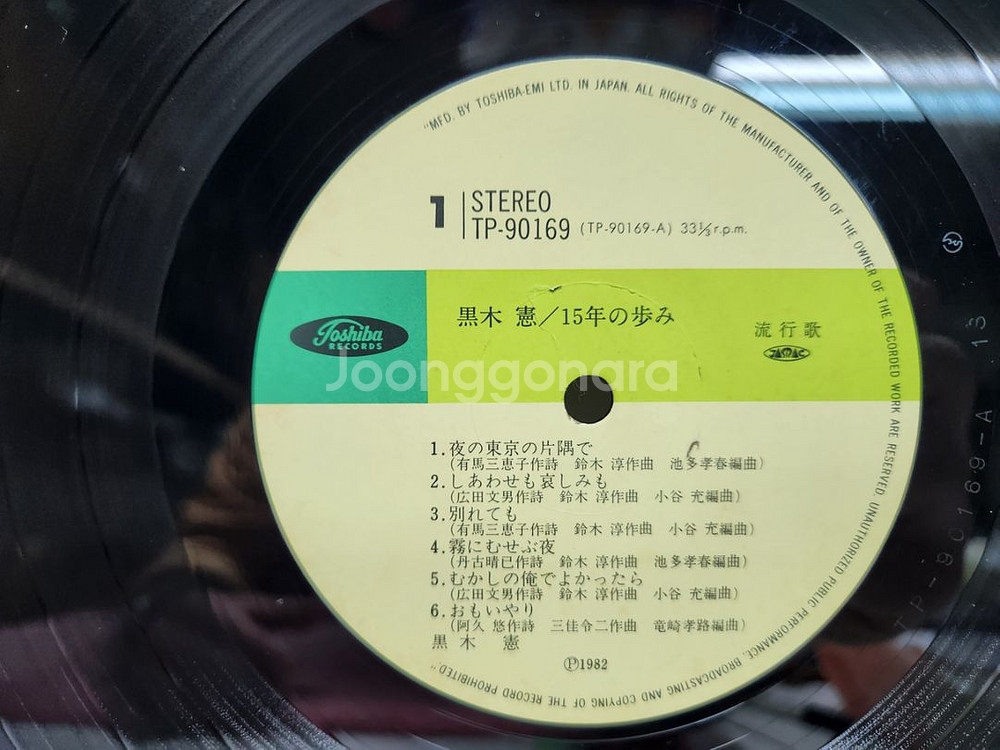 "MFD. BY TOSHIBA-EMI LTD. IN JAPAN. ALL RIGHTS OF THE MANUFACTURER AND OF THE OWNER OF THE RECORDED WORK ARE RESERVED. UNAUTHORIZED PUBLIC PERFORMANCE. BROADCASTING AND COPYING OF THE RECORD PROHIBITED"
1 STEREO
TP-90169 (TP-90169-A) 33⅓r.p.m.
Toshiba
RECORDS
黒木 憲/15年の歩み
流行歌
Joonggonara
1.夜の東京の片隅で
(有馬三恵子作詩 鈴木 淳作曲 池多孝春編曲)
2.しあわせも哀しみも
(広田文男作詩 鈴木 淳作曲 小谷 充編曲)
3.別れても
(有馬三恵子作詩 鈴木 淳作曲 小谷 充編曲)
4.霧にむせぶ夜
(丹古晴已作詩 鈴木 淳作曲 池多孝春編曲)
5.むかしの俺でよかったら
(広田文男作詩 鈴木 淳作曲 小谷 充編曲)
6.おもいやり
(阿久 悠作詩 三佳令二作曲 竜崎孝路編曲)
黒木 憲
Ⓟ1982
TP-90169-A 13